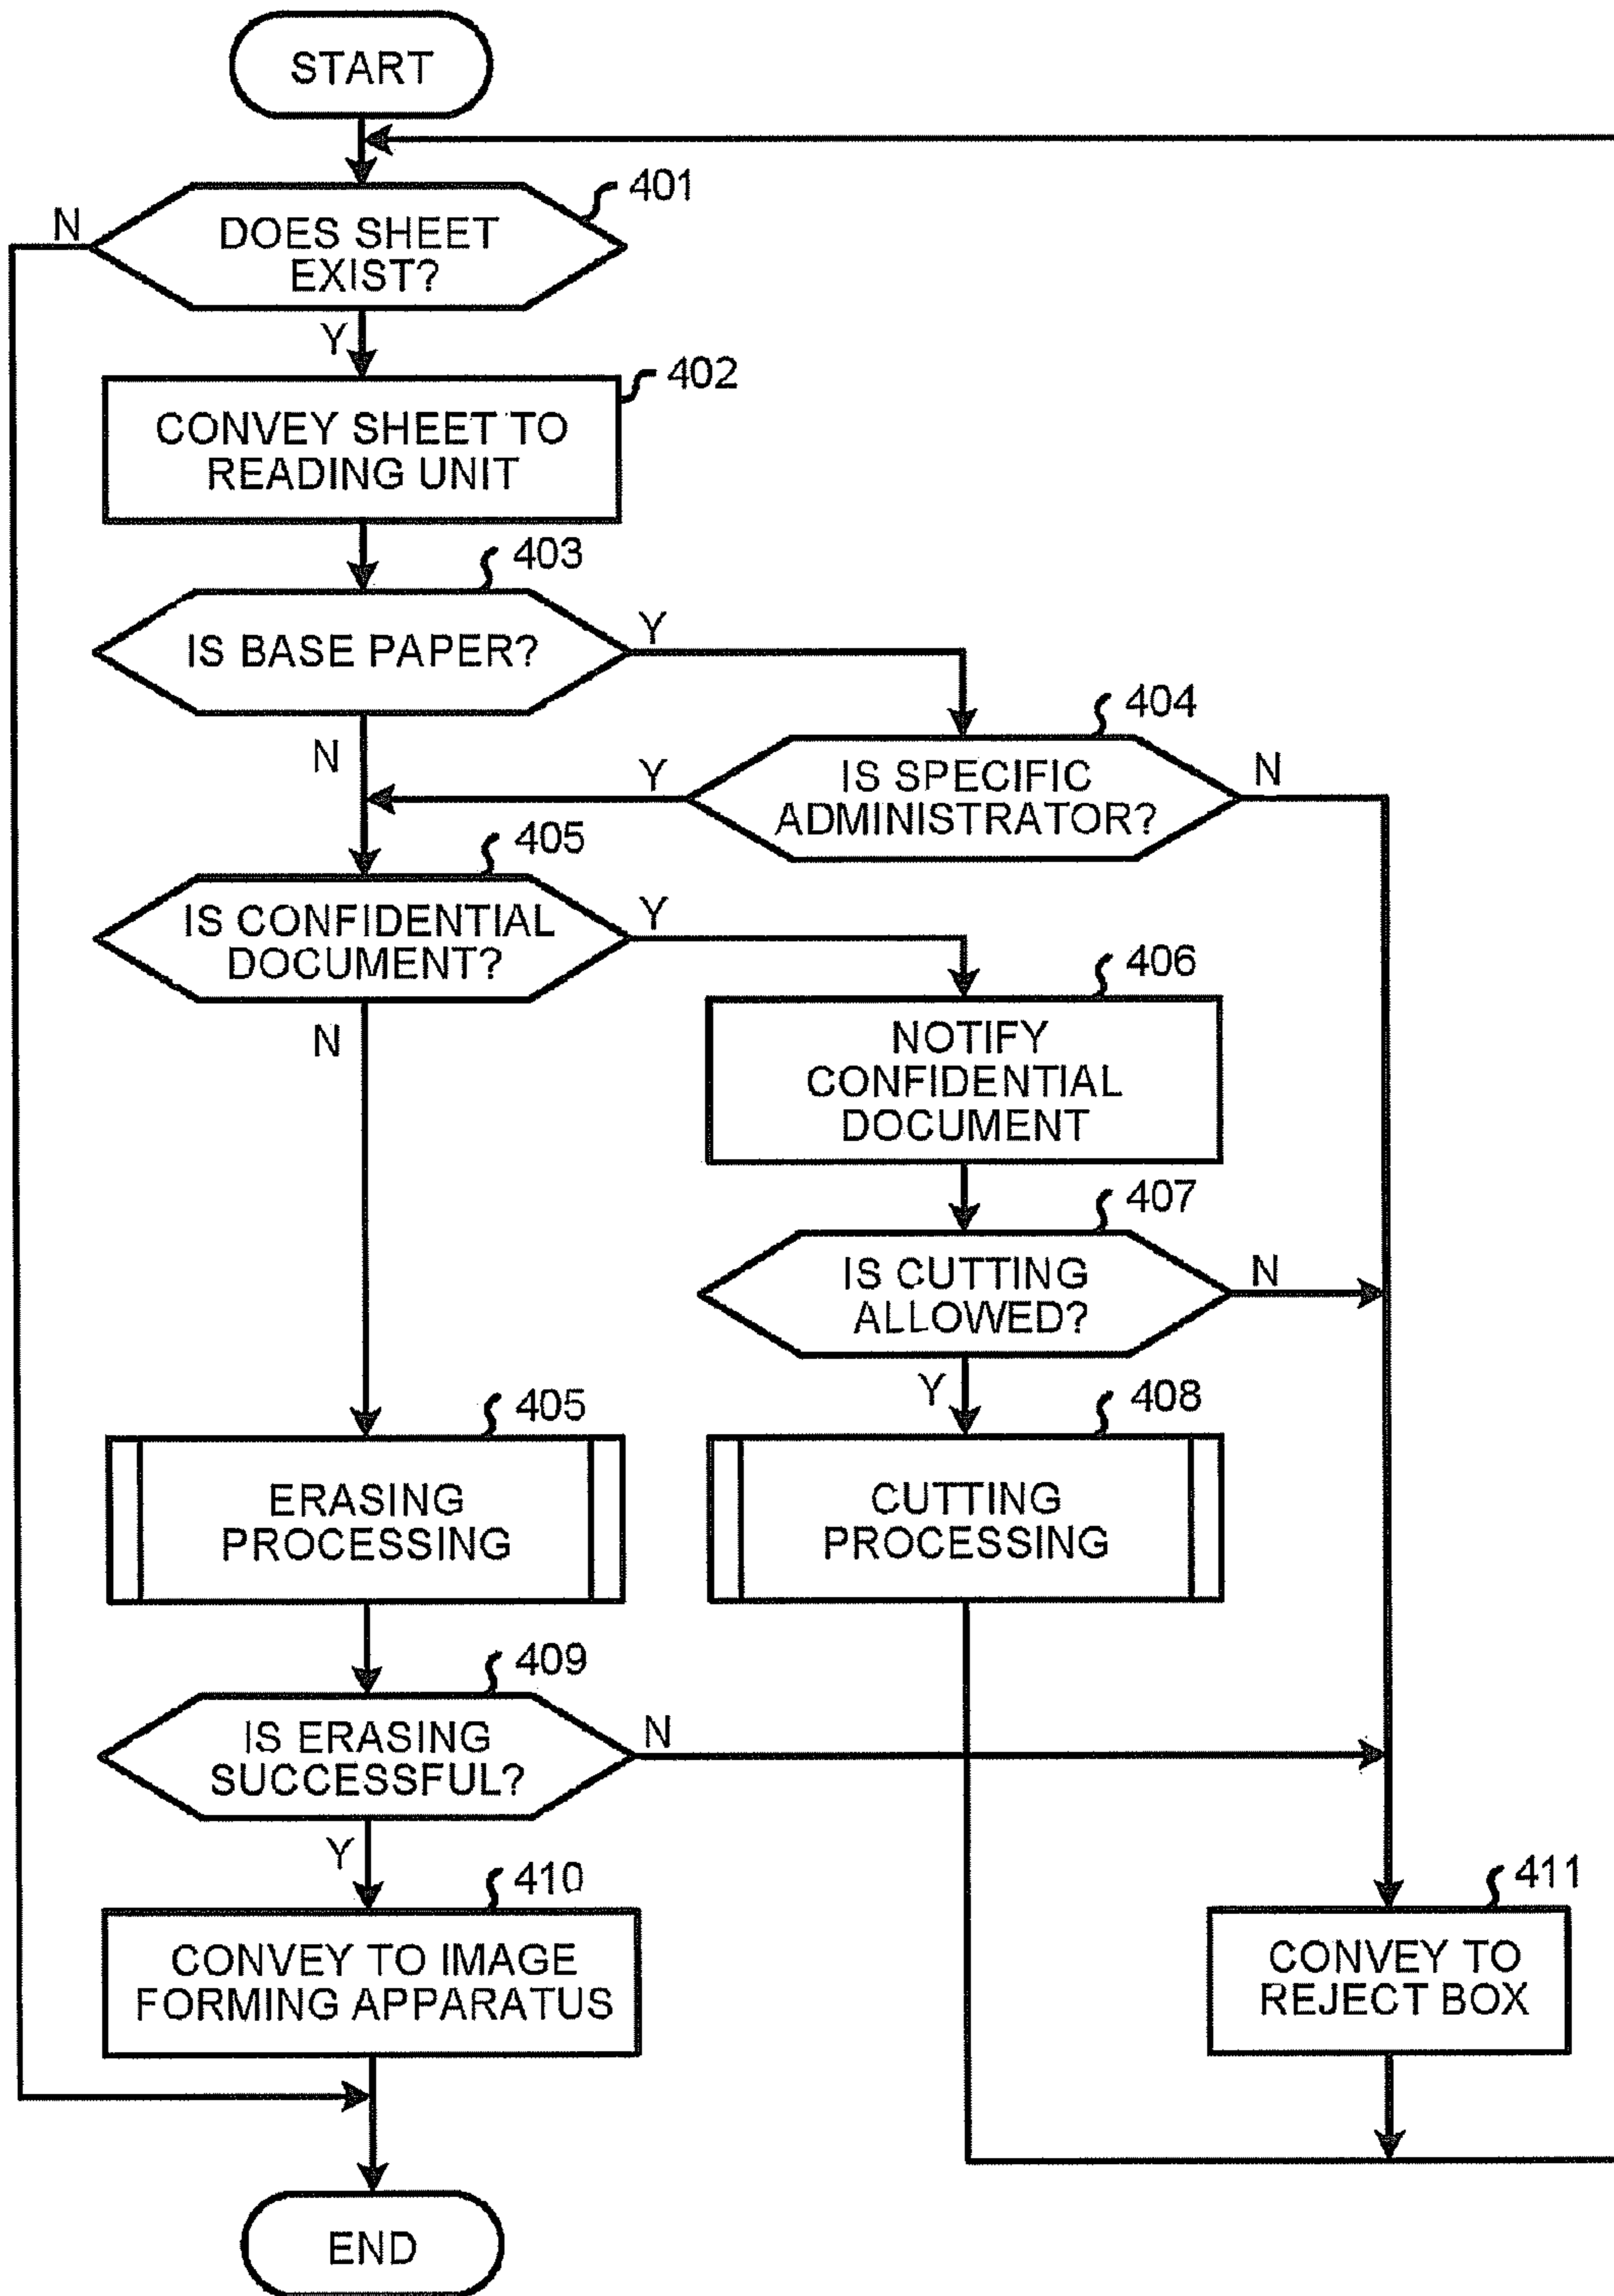 START
401
N
DOES SHEET
EXIST?
Y
402
CONVEY SHEET TO
READING UNIT
403
IS BASE PAPER?
Y
404
N
Y
IS SPECIFIC
ADMINISTRATOR?
N
405
IS CONFIDENTIAL
DOCUMENT?
Y
406
N
NOTIFY
CONFIDENTIAL
DOCUMENT
407
IS CUTTING
ALLOWED?
N
Y
405
408
ERASING
PROCESSING
CUTTING
PROCESSING
409
IS ERASING
SUCCESSFUL?
N
Y
410
411
CONVEY TO IMAGE
FORMING APPARATUS
CONVEY TO
REJECT BOX
END